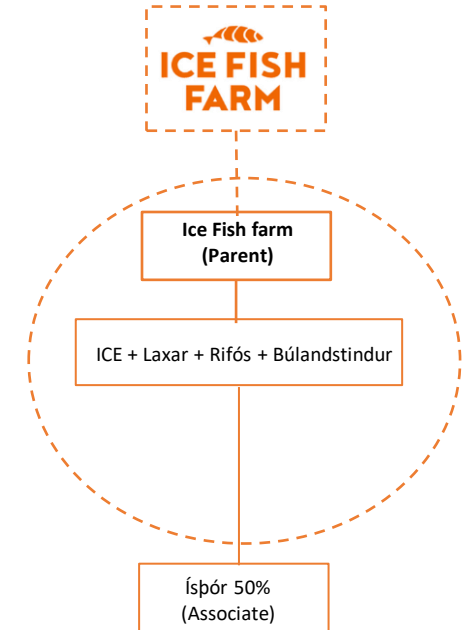 ICE FISH
FARM
Ice Fish farm
(Parent)
ICE + Laxar + Rifós + Búlandstindur
Ísþór 50%
(Associate)